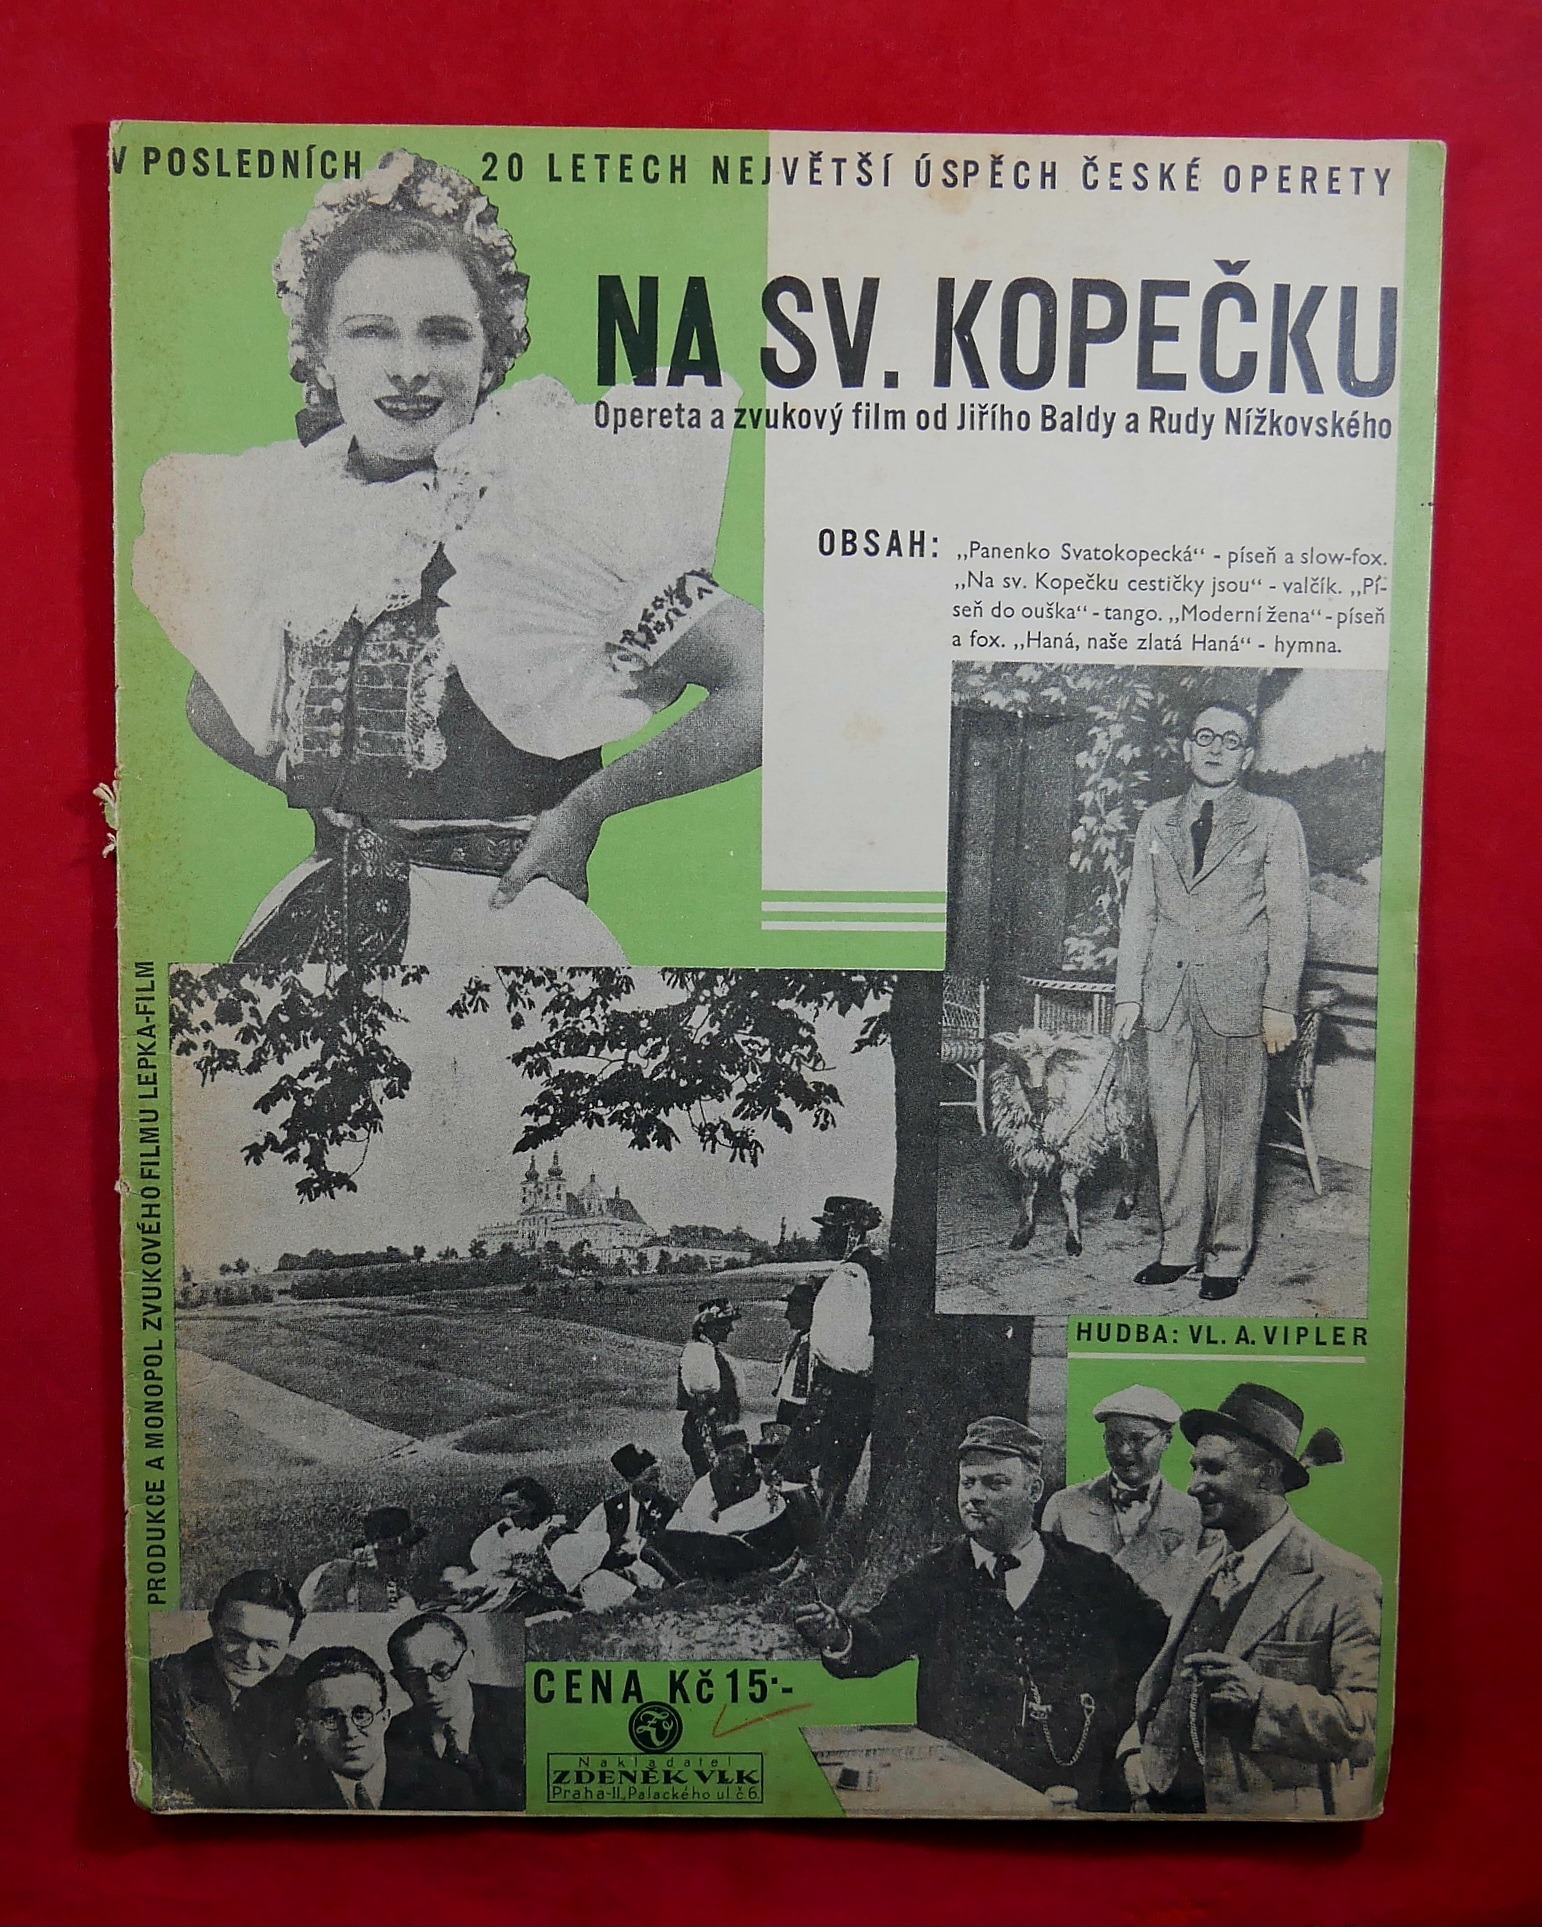 V POSLEDNÍCH 20 LETECH NEJVĚTŠÍ ÚSPĚCH ČESKÉ OPERETY
NA SV. KOPEČKU
Opereta a zvukový film od Jiřího Baldy a Rudy Nížkovského
OBSAH: „Panenko Svatokopecká“ - píseň a slow-fox.
„Na sv. Kopečku cestičky jsou“ - valčík. „Pí-
seň do ouška“ - tango. „Moderní žena“ - píseň
a fox. „Haná, naše zlatá Haná“ - hymna.
HUDBA: VL. A. VIPLER
PRODUKCE A MONOPOL ZVUKOVÉHO FILMU LEPKA-FILM
CENA Kč 15·-
Nakladatel
ZDENĚK VLK
Praha-II., Palackého ul. č. 6.